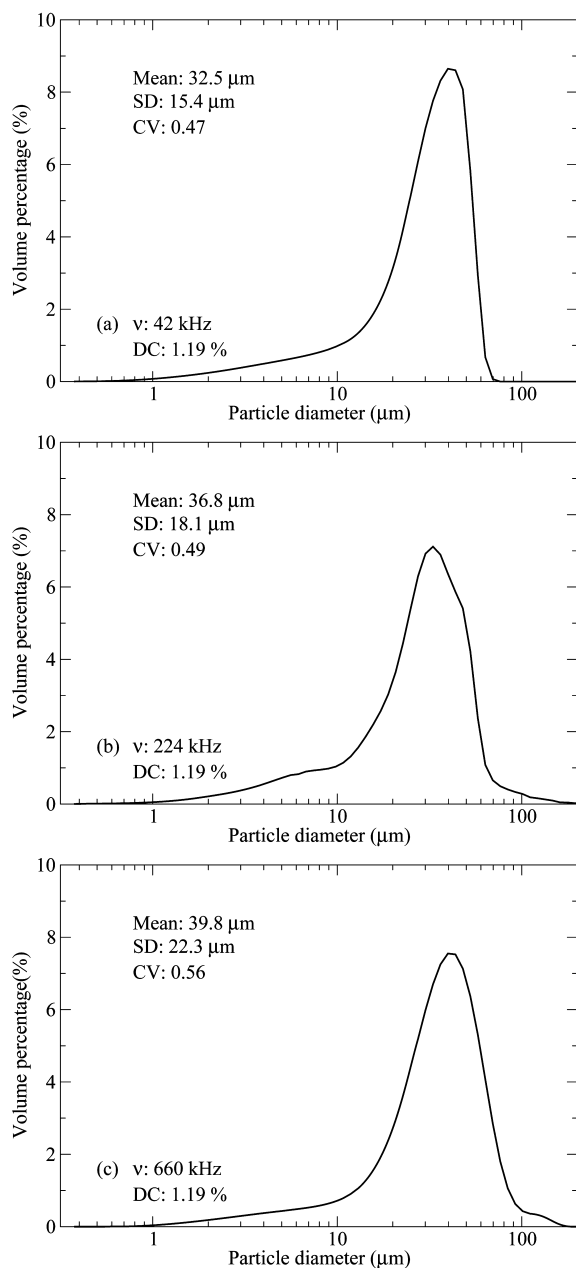 10
Mean: 32.5 µm
SD: 15.4 µm
CV: 0.47
8
6
4
2
0
Volume percentage (%)
(a) ν: 42 kHz
DC: 1.19 %
1 10 100
Particle diameter (µm)
10
Mean: 36.8 µm
SD: 18.1 µm
CV: 0.49
8
6
4
2
0
Volume percentage (%)
(b) ν: 224 kHz
DC: 1.19 %
1 10 100
Particle diameter (µm)
10
Mean: 39.8 µm
SD: 22.3 µm
CV: 0.56
8
6
4
2
0
Volume percentage(%)
(c) ν: 660 kHz
DC: 1.19 %
1 10 100
Particle diameter (µm)